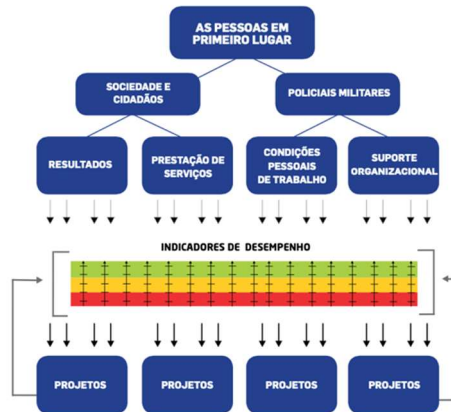 AS PESSOAS EM
PRIMEIRO LUGAR
SOCIEDADE E
CIDADÃOS
POLICIAIS MILITARES
RESULTADOS
PRESTAÇÃO DE
SERVIÇOS
CONDIÇÕES
PESSOAIS
DE TRABALHO
SUPORTE
ORGANIZACIONAL
INDICADORES DE DESEMPENHO
PROJETOS
PROJETOS
PROJETOS
PROJETOS